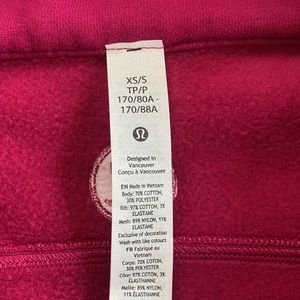 XS/S
TP/P
170/80A-
170/88A
Designed in
Vancouver
Conçu à Vancouver
EN Made in Vietnam
Body: 70% COTTON,
30% POLYESTER
Rib: 97% COTTON, 3%
ELASTANE
Mesh: 89% NYLON, 11%
ELASTANE
Exclusive of decoration
Wash with like colours
FR Fabriqué au
Vietnam
Corps: 70% COTON,
30% POLYESTER
Côte: 97% COTON, 3%
ÉLASTHANNE
Maille: 89% NYLON,
11% ÉLASTHANNE